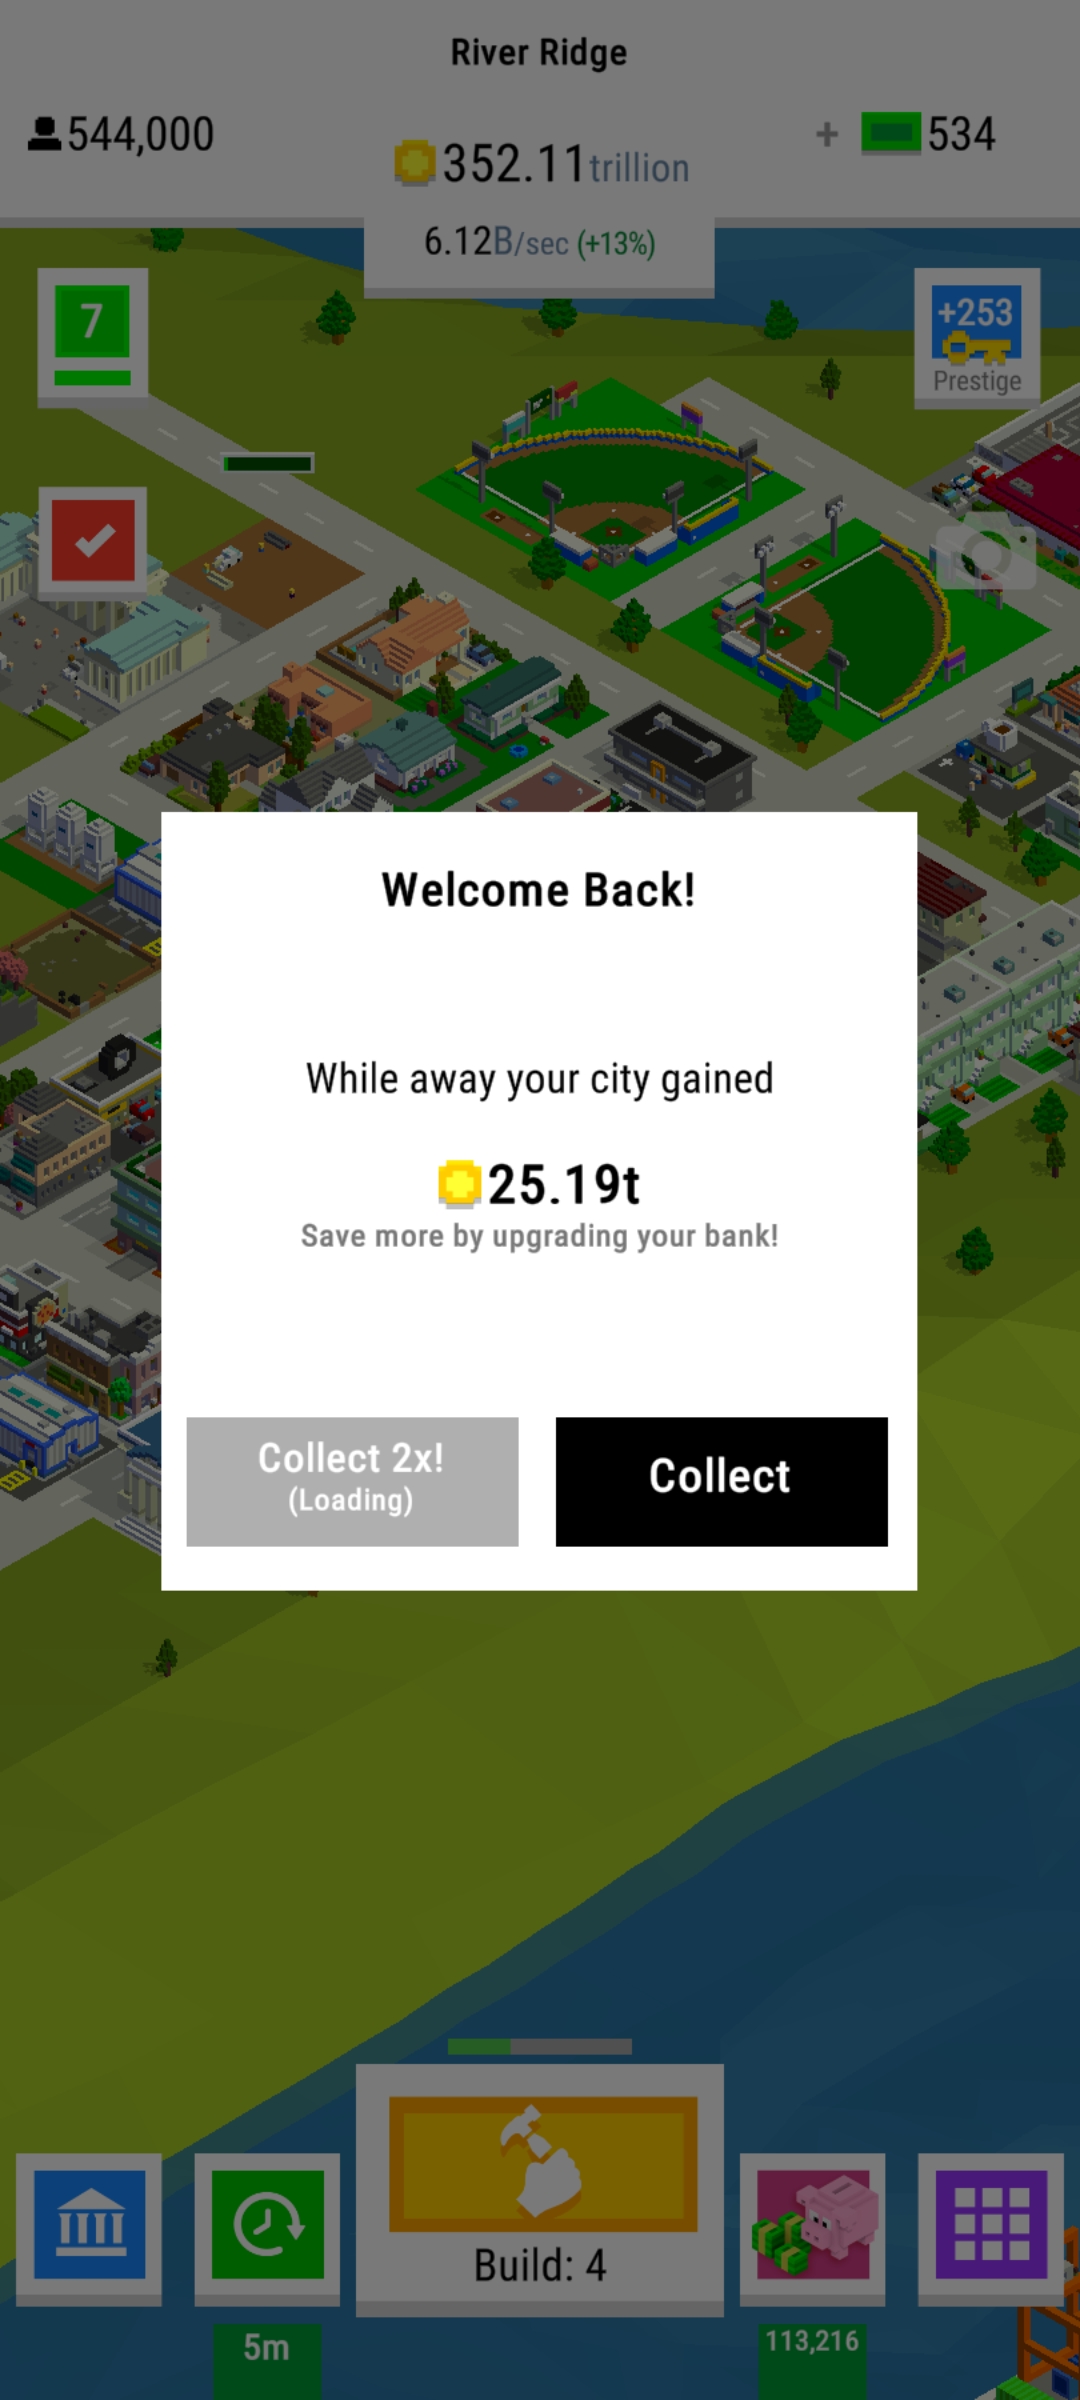 River Ridge
544,000
352.11trillion
+ 534
6.12B/sec (+13%)
7
+253
Prestige
Welcome Back!
While away your city gained
25.19t
Save more by upgrading your bank!
Collect 2x!
(Loading)
Collect
Build: 4
5m
113,216